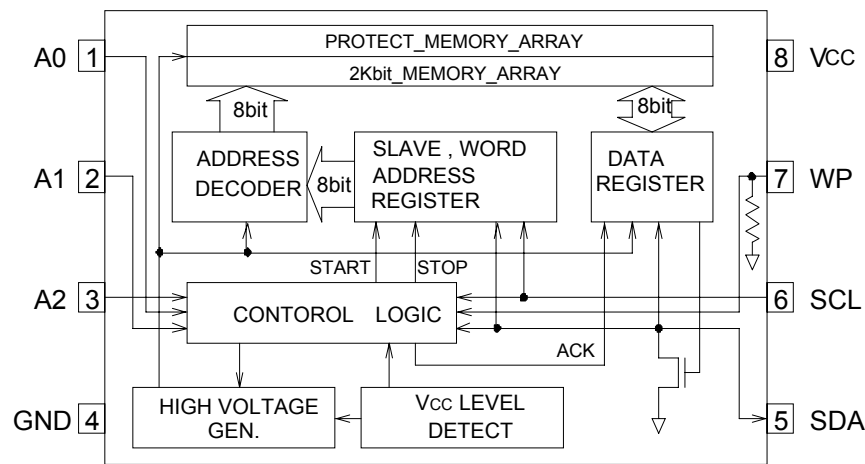 PROTECT_MEMORY_ARRAY
2Kbit_MEMORY_ARRAY
A0 1
8 VCC
8bit
8bit
ADDRESS
DECODER
8bit
SLAVE , WORD
ADDRESS
REGISTER
DATA
REGISTER
A1 2
7 WP
START
STOP
A2 3
CONTOROL LOGIC
6 SCL
ACK
GND 4
HIGH VOLTAGE
GEN.
VCC LEVEL
DETECT
5 SDA